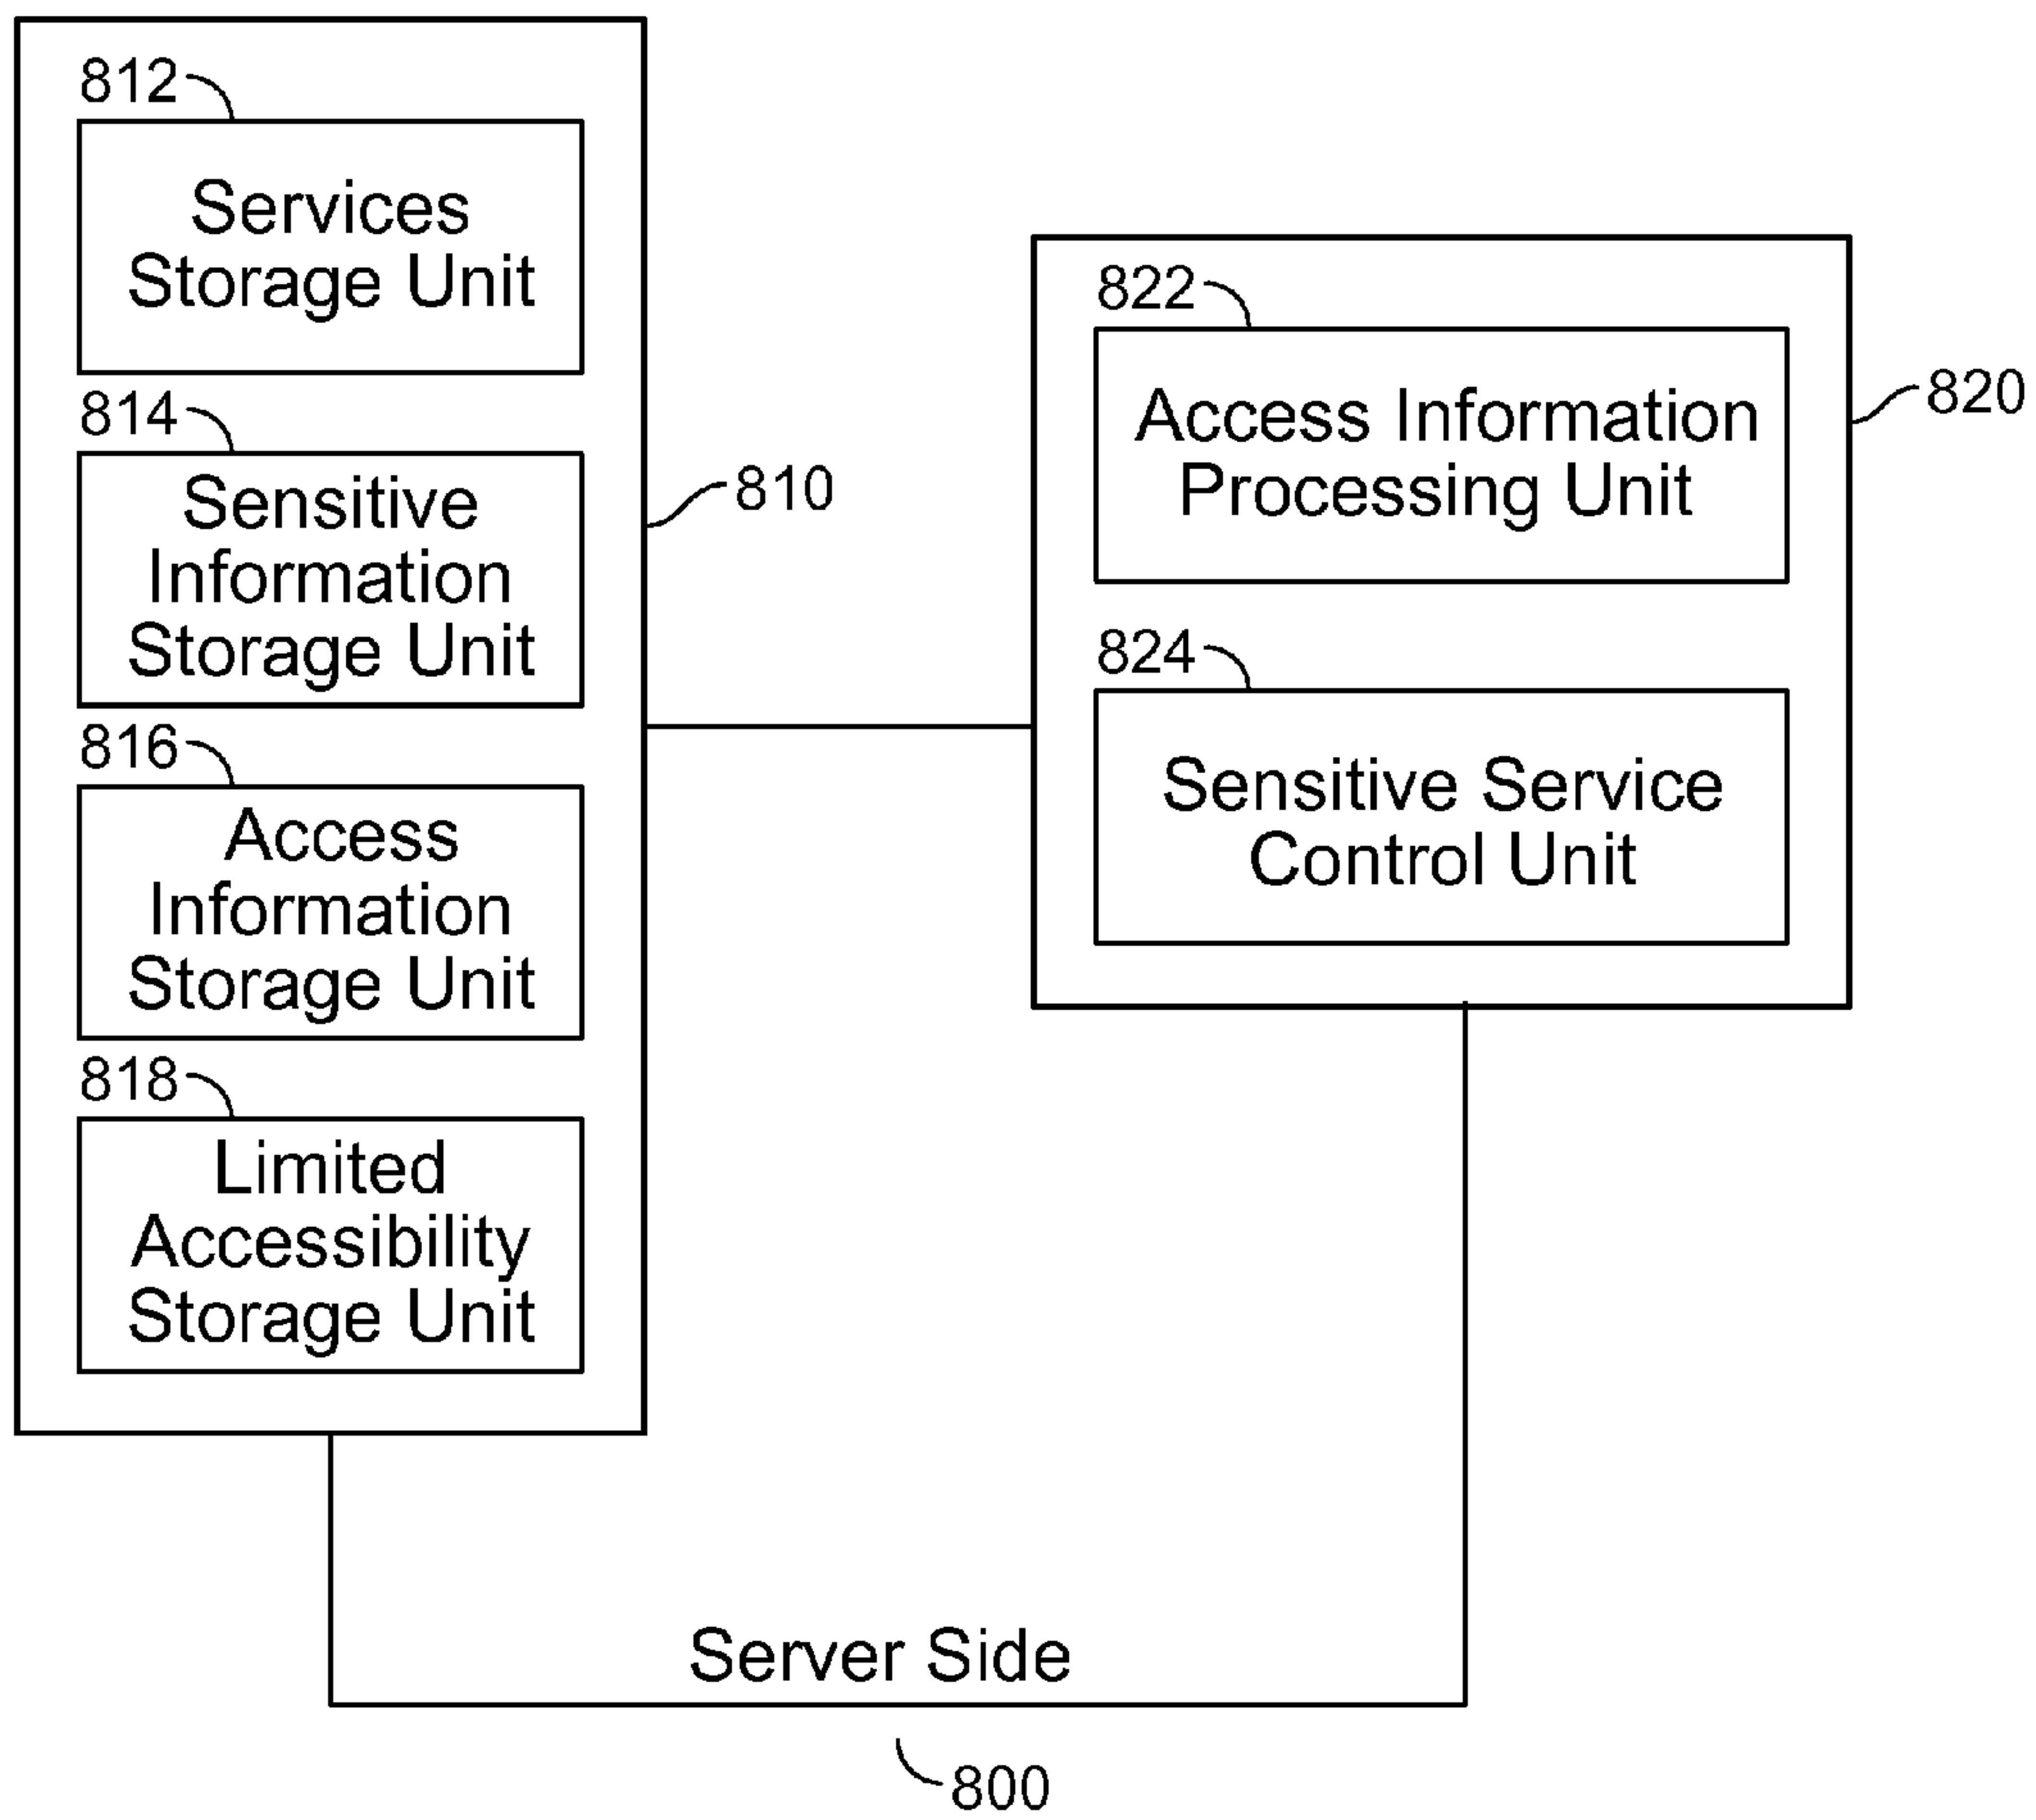 812
Services
Storage Unit
814
Sensitive
Information
Storage Unit
810
816
Access
Information
Storage Unit
818
Limited
Accessibility
Storage Unit
822
Access Information
Processing Unit
820
824
Sensitive Service
Control Unit
Server Side
800